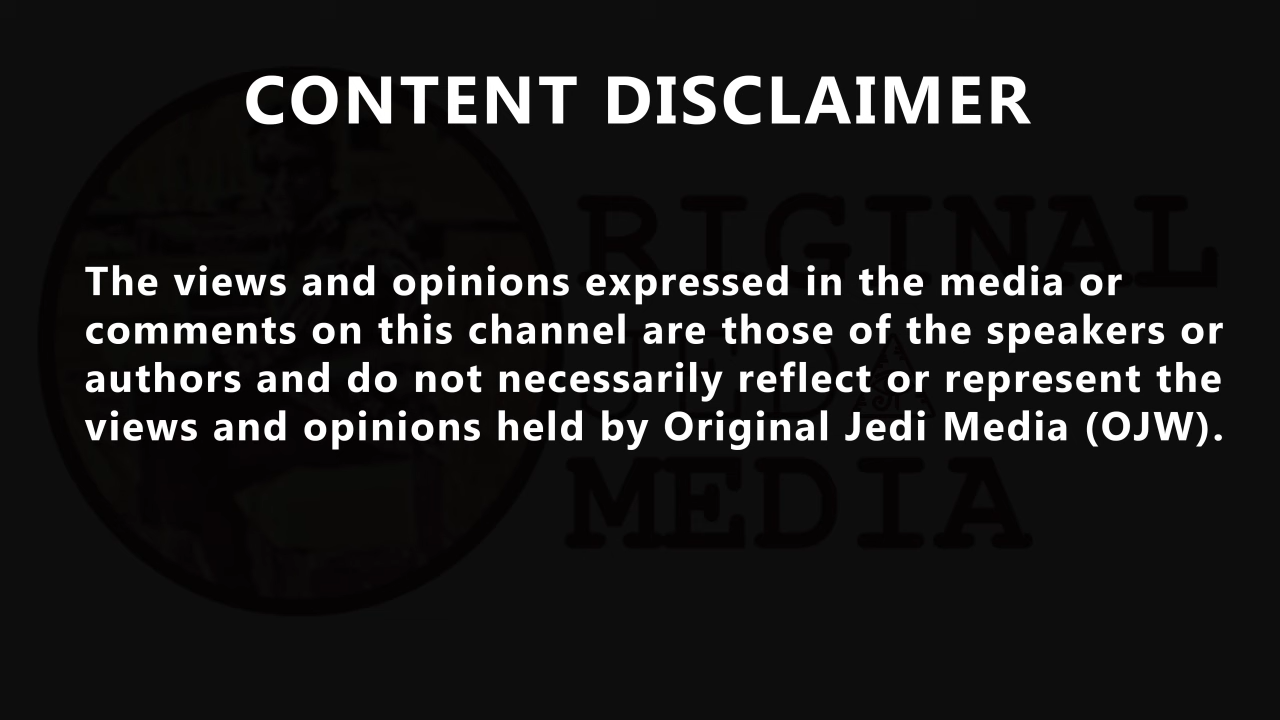 CONTENT DISCLAIMER
The views and opinions expressed in the media or
comments on this channel are those of the speakers or
authors and do not necessarily reflect or represent the
views and opinions held by Original Jedi Media (OJW).
RIGINAL
MEDIA